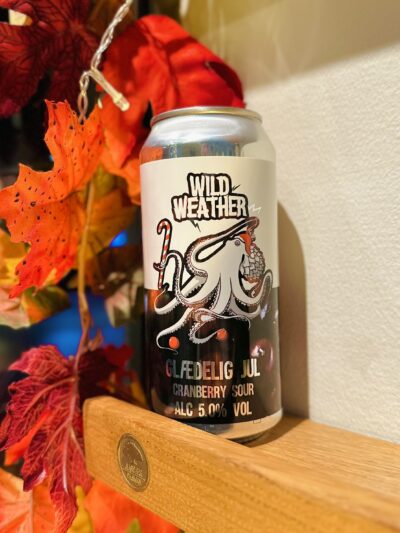 WILD
WEATHER
GLÆDELIG JUL
CRANBERRY SOUR
ALC 5.0% VOL